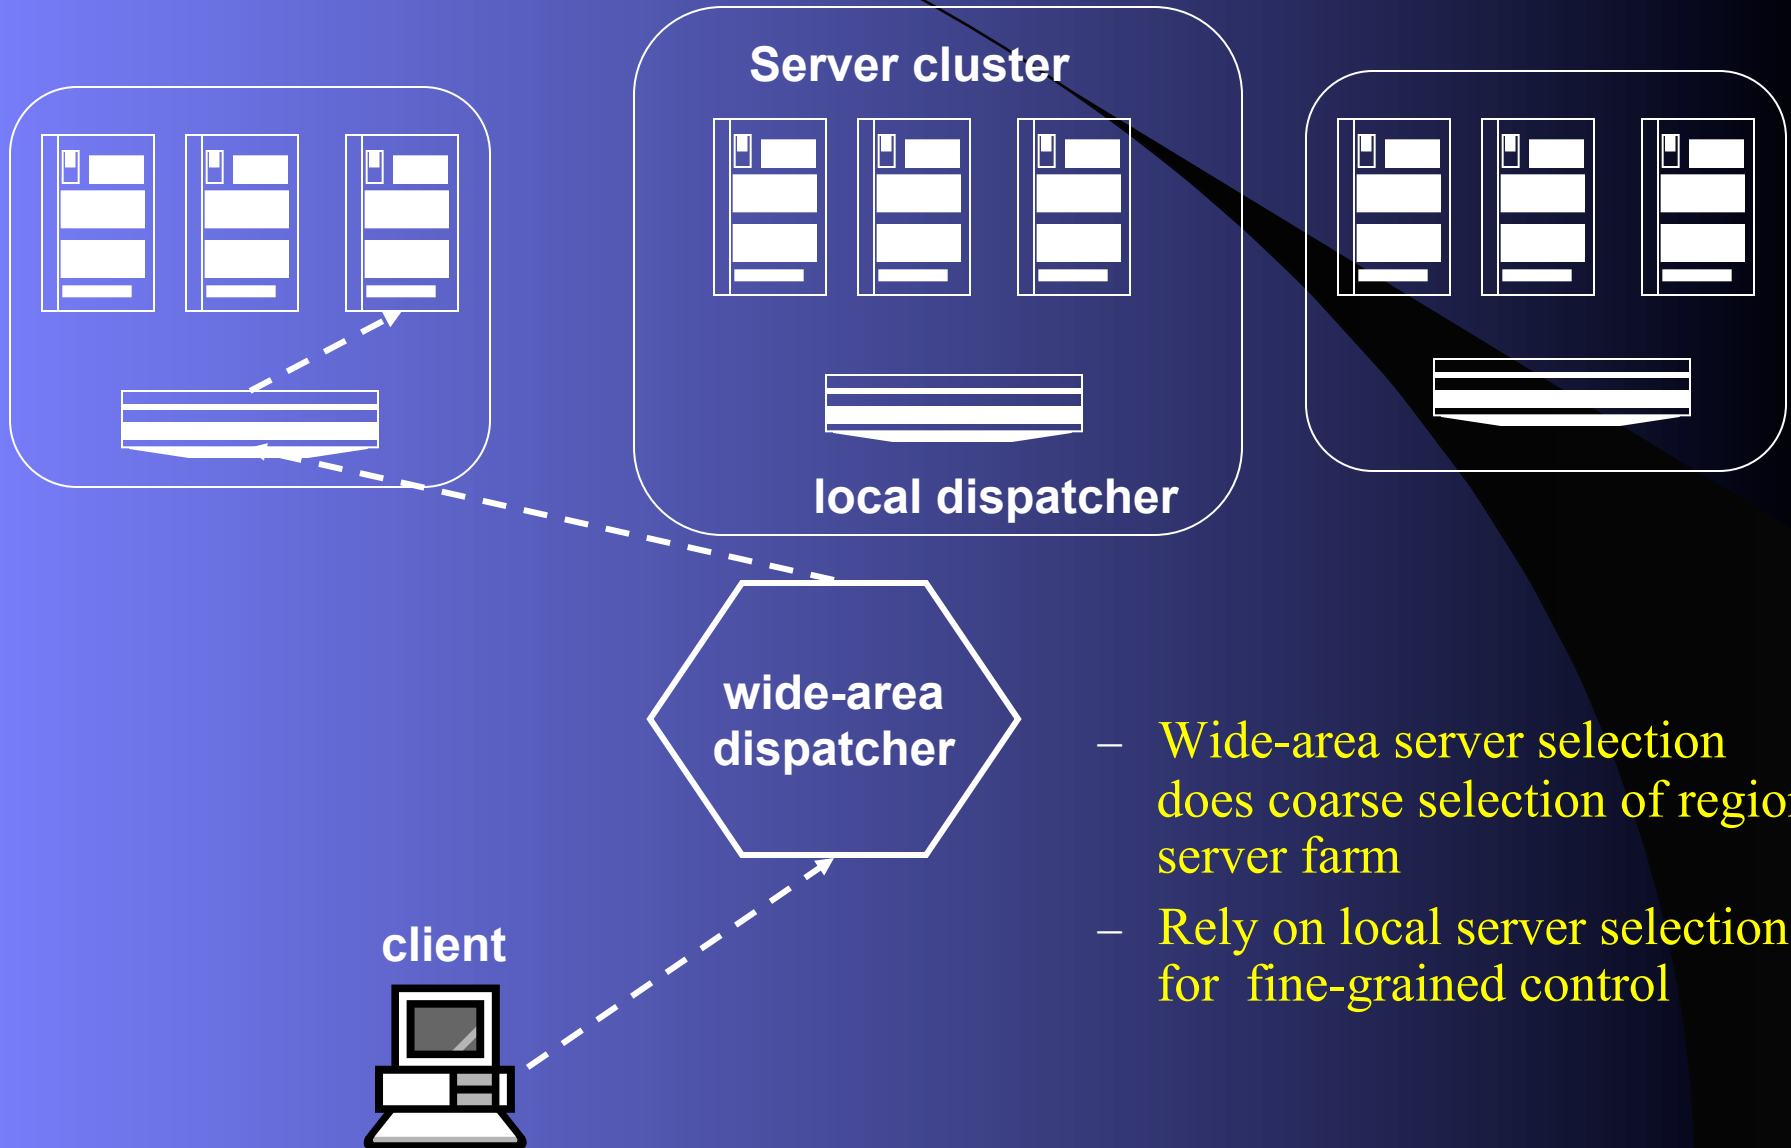 Server cluster
local dispatcher
wide-area
dispatcher
– Wide-area server selection
does coarse selection of
server farm
– Rely on local server selection
for fine-grained control
client